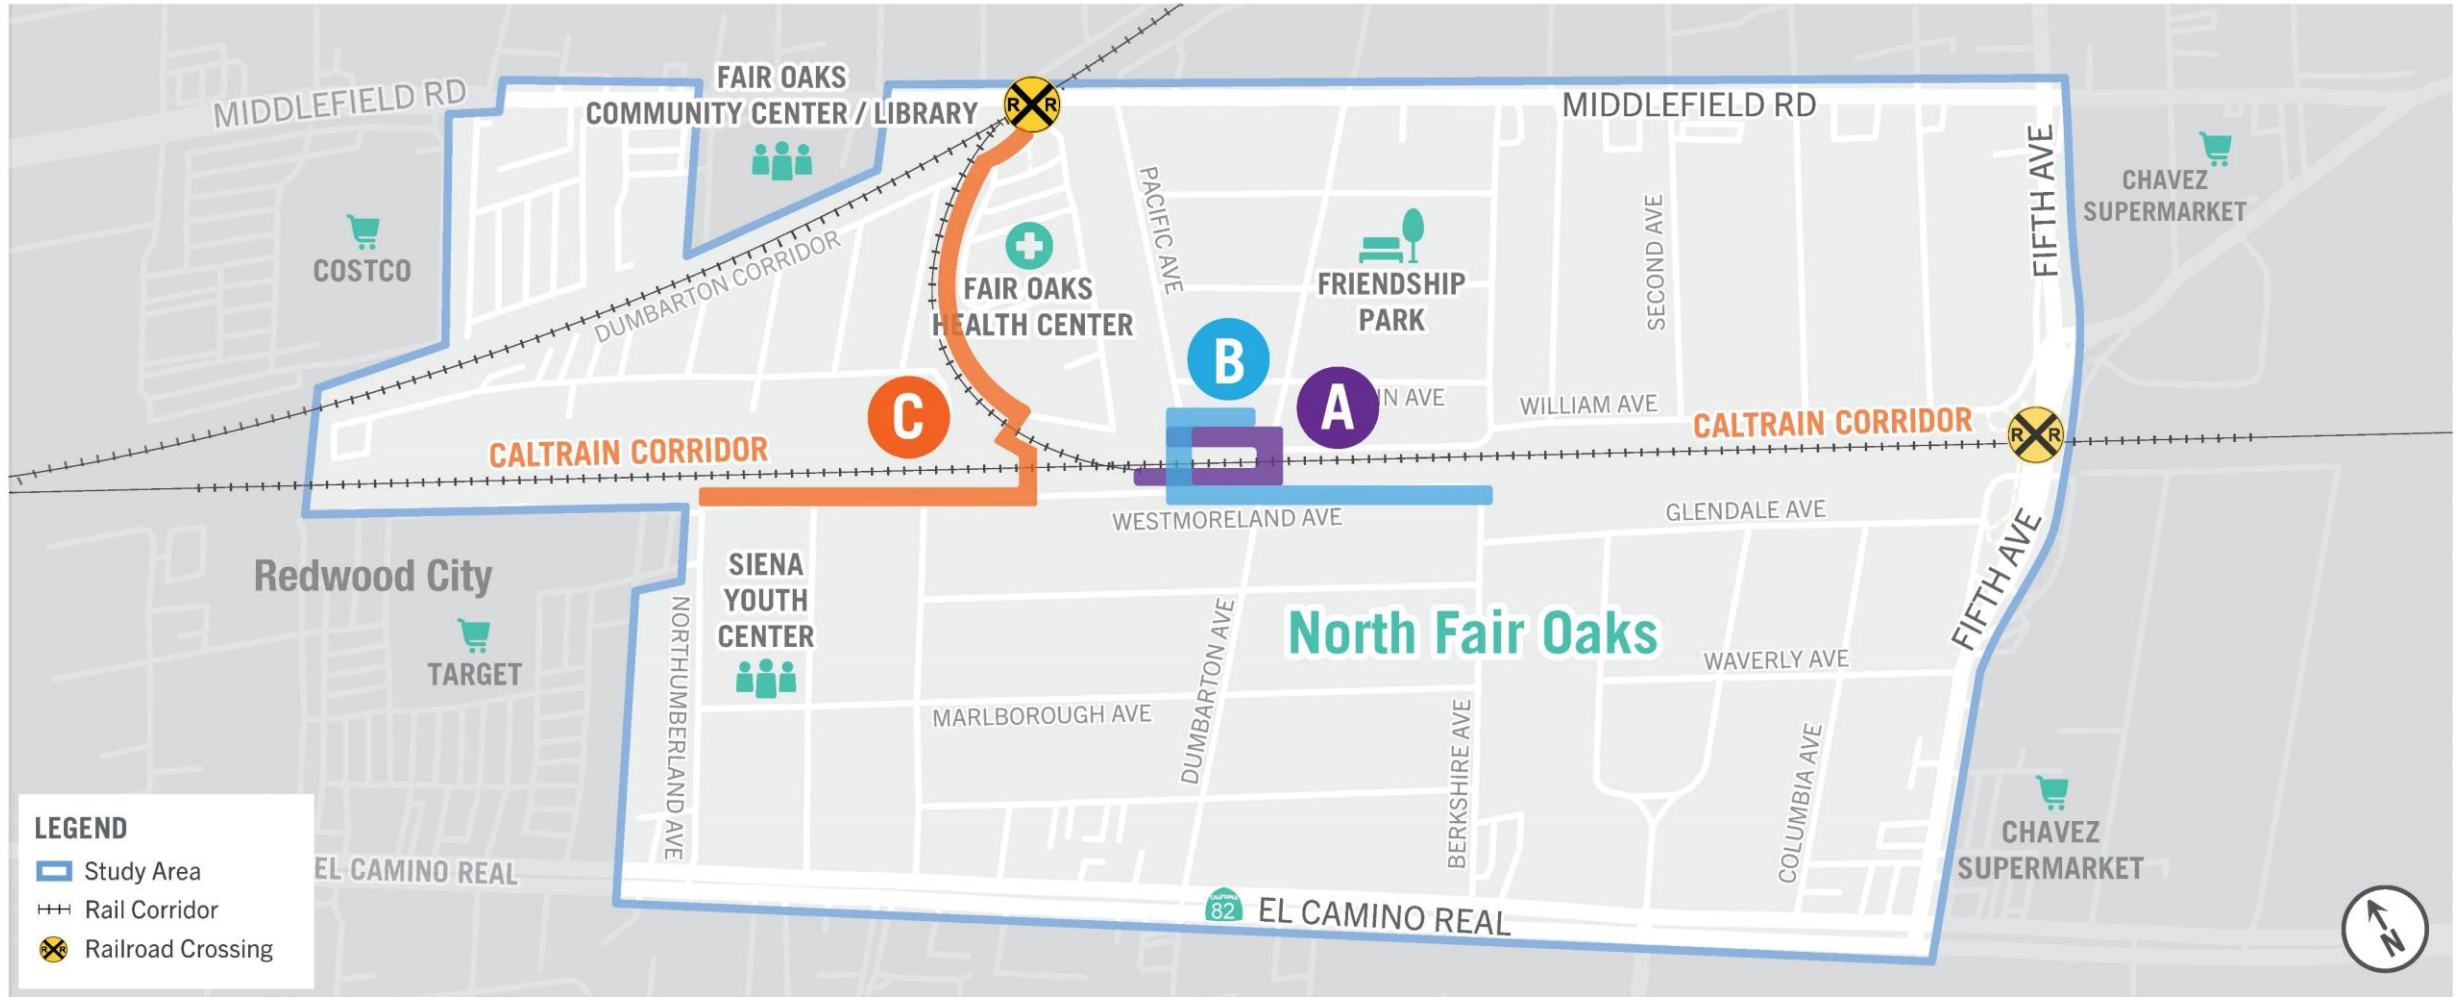 MIDDLEFIELD RD
FAIR OAKS
COMMUNITY CENTER / LIBRARY
R R
MIDDLEFIELD RD
FIFTH AVE
CHAVEZ
SUPERMARKET
COSTCO
DUMBARTON CORRIDOR
PACIFIC AVE
FAIR OAKS
HEALTH CENTER
FRIENDSHIP
PARK
SECOND AVE
B
A
C
IN AVE
WILLIAM AVE
CALTRAIN CORRIDOR
CALTRAIN CORRIDOR
R R
WESTMORELAND AVE
GLENDALE AVE
FIFTH AVE
Redwood City
TARGET
NORTHUMBERLAND AVE
SIENA
YOUTH
CENTER
MARLBOROUGH AVE
DUMBARTON AVE
North Fair Oaks
BERKSHIRE AVE
WAVERLY AVE
COLUMBIA AVE
CHAVEZ
SUPERMARKET
EL CAMINO REAL
CALIFORNIA
82
EL CAMINO REAL
LEGEND
Study Area
Rail Corridor
R R
Railroad Crossing
N